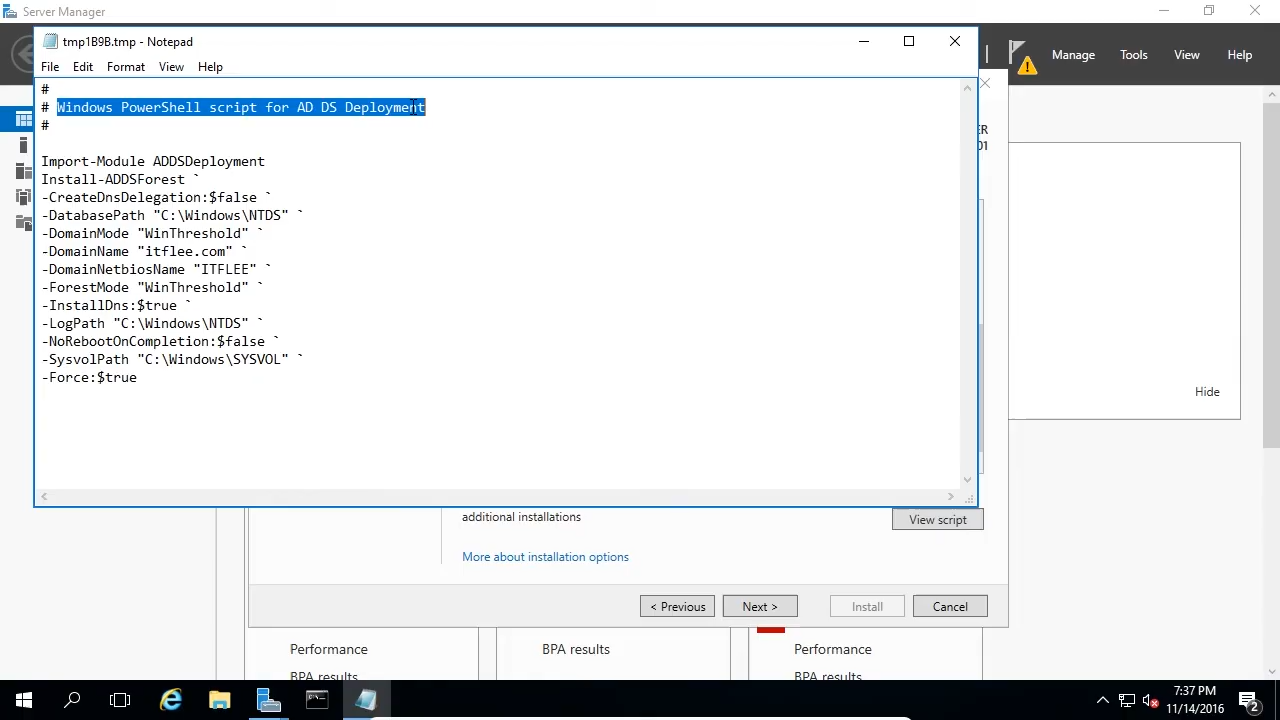 Server Manager
tmp1B9B.tmp - Notepad
Manage Tools View Help
File Edit Format View Help
#
# Windows PowerShell script for AD DS Deployment
#
Import-Module ADDSDeployment
Install-ADDSForest `
-CreateDnsDelegation:$false `
-DatabasePath "C:\Windows\NTDS" `
-DomainMode "WinThreshold" `
-DomainName "itflee.com" `
-DomainNetbiosName "ITFLEE" `
-ForestMode "WinThreshold" `
-InstallDns:$true `
-LogPath "C:\Windows\NTDS" `
-NoRebootOnCompletion:$false `
-SysvolPath "C:\Windows\SYSVOL" `
-Force:$true
01
Hide
additional installations
View script
More about installation options
< Previous Next > Install Cancel
Performance BPA results Performance
BPA results BPA results
7:37 PM
11/14/2016
2